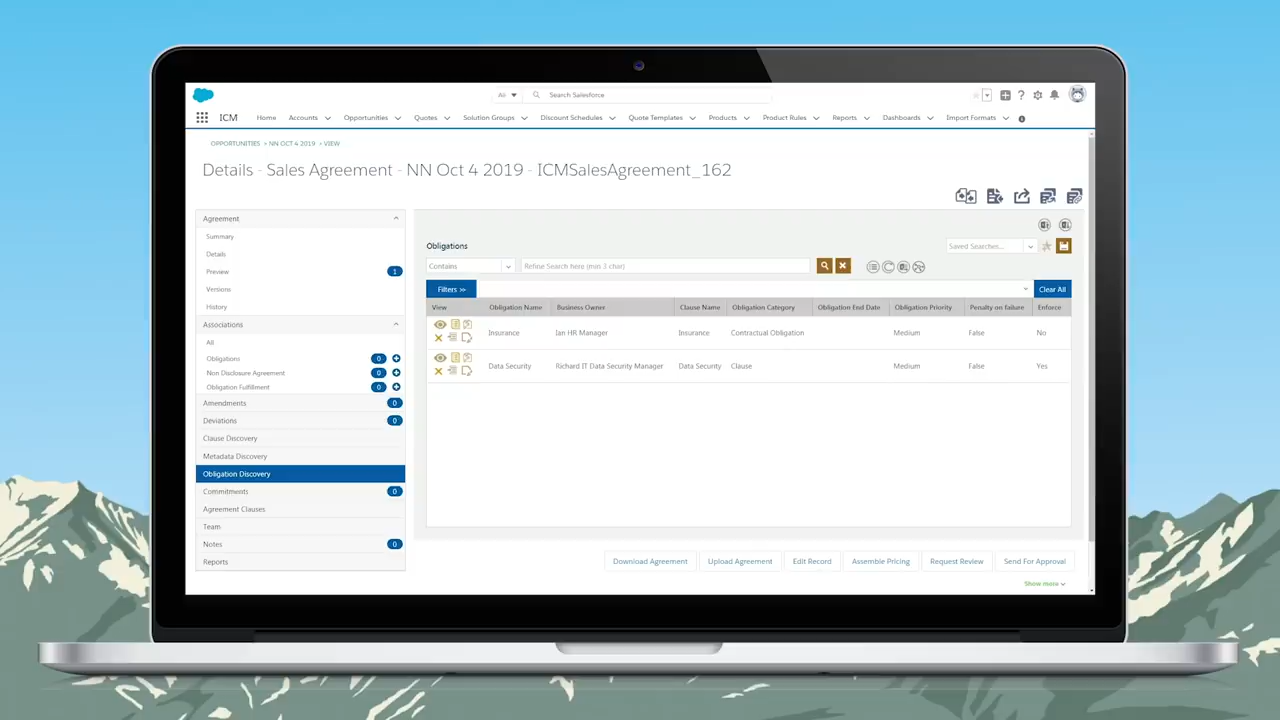 All
Search Salesforce
ICM Home Accounts Opportunities Quotes Solution Groups Discount Schedules Quote Templates Products Product Rules Reports Dashboards Import Formats
OPPORTUNITIES > NN OCT 4 2019 > VIEW
Details - Sales Agreement - NN Oct 4 2019 - ICMSalesAgreement_162
Agreement
Summary
Details
Preview 1
Versions
History
Associations
All
Obligations 0
Non Disclosure Agreement 0
Obligation Fulfillment 0
Amendments 0
Deviations 0
Clause Discovery
Metadata Discovery
Obligation Discovery
Commitments 0
Agreement Clauses
Team
Notes 0
Reports
Obligations
Saved Searches...
Contains Refine Search here (min 3 char)
Filters >> Clear All
View Obligation Name Business Owner Clause Name Obligation Category Obligation End Date Obligation Priority Penalty on failure Enforce
Insurance Jan HR Manager Insurance Contractual Obligation Medium False No
Data Security Richard IT Data Security Manager Data Security Clause Medium False Yes
Download Agreement Upload Agreement Edit Record Assemble Pricing Request Review Send For Approval
Show more